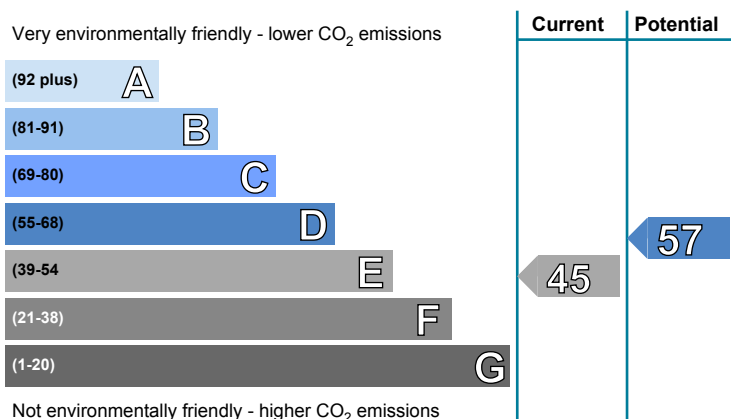 Very environmentally friendly - lower CO2 emissions
Current Potential
(92 plus) A
(81-91) B
(69-80) C
(55-68) D
57
(39-54 E
45
(21-38) F
(1-20) G
Not environmentally friendly - higher CO2 emissions